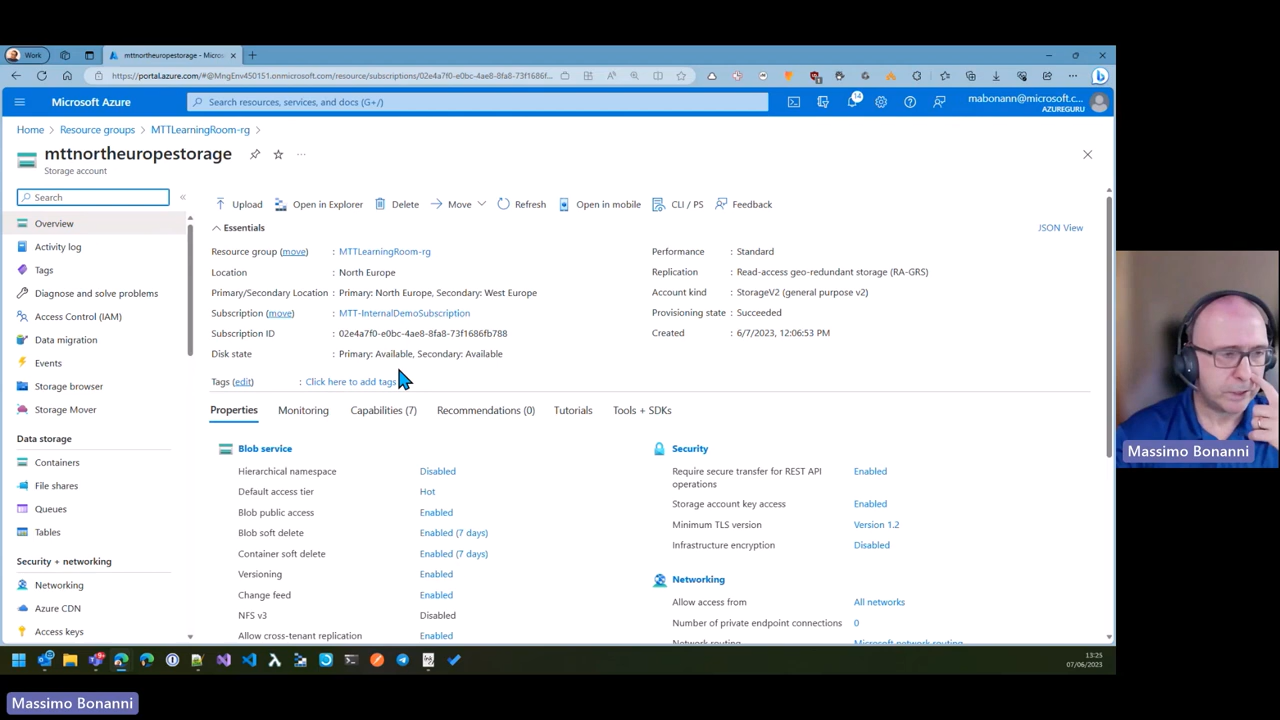 Work
mttnortheuropestorage - Micros
https://portal.azure.com/#@MngEnv450151.onmicrosoft.com/resource/subscriptions/02e4a7f0-e0bc-4ae8-8fa8-73f1686f...
Microsoft Azure
Search resources, services, and docs (G+/)
14
mabonann@microsoft.c...
AZUREGURU
Home > Resource groups > MTTLearningRoom-rg >
mttnortheuropestorage
Storage account
Search
Upload
Open in Explorer
Delete
Move
Refresh
Open in mobile
CLI / PS
Feedback
Overview
Activity log
Tags
Diagnose and solve problems
Access Control (IAM)
Data migration
Events
Storage browser
Storage Mover
Data storage
Containers
File shares
Queues
Tables
Security + networking
Networking
Azure CDN
Access keys
Essentials
JSON View
Resource group (move) : MTTLearningRoom-rg
Location : North Europe
Primary/Secondary Location : Primary: North Europe, Secondary: West Europe
Subscription (move) : MTT-InternalDemoSubscription
Subscription ID : 02e4a7f0-e0bc-4ae8-8fa8-73f1686fb788
Disk state : Primary: Available, Secondary: Available
Tags (edit) : Click here to add tags
Performance : Standard
Replication : Read-access geo-redundant storage (RA-GRS)
Account kind : StorageV2 (general purpose v2)
Provisioning state : Succeeded
Created : 6/7/2023, 12:06:53 PM
Properties
Monitoring
Capabilities (7)
Recommendations (0)
Tutorials
Tools + SDKs
Blob service
Hierarchical namespace Disabled
Default access tier Hot
Blob public access Enabled
Blob soft delete Enabled (7 days)
Container soft delete Enabled (7 days)
Versioning Enabled
Change feed Enabled
NFS v3 Disabled
Allow cross-tenant replication Enabled
Security
Require secure transfer for REST API Enabled
operations
Storage account key access Enabled
Minimum TLS version Version 1.2
Infrastructure encryption Disabled
Networking
Allow access from All networks
Number of private endpoint connections 0
Network routing Microsoft network routing
13:25
07/06/2023
Massimo Bonanni
Massimo Bonanni